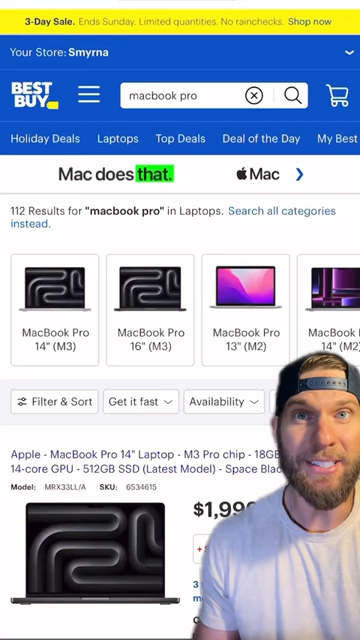 3-Day Sale. Ends Sunday. Limited quantities. No rainchecks. Shop now
Your Store: Smyrna
BEST
BUY
macbook pro
Holiday Deals Laptops Top Deals Deal of the Day My Best
Mac does that. Mac
112 Results for "macbook pro" in Laptops. Search all categories
instead.
MacBook Pro
14" (M3)
MacBook Pro
16" (M3)
MacBook Pro
13" (M2)
MacBook
14" (M2)
Filter & Sort Get it fast Availability
Apple - MacBook Pro 14" Laptop - M3 Pro chip - 18GB
14-core GPU - 512GB SSD (Latest Model) - Space Blac
Model: MRX33LL/A SKU: 6534615
$1,99
3